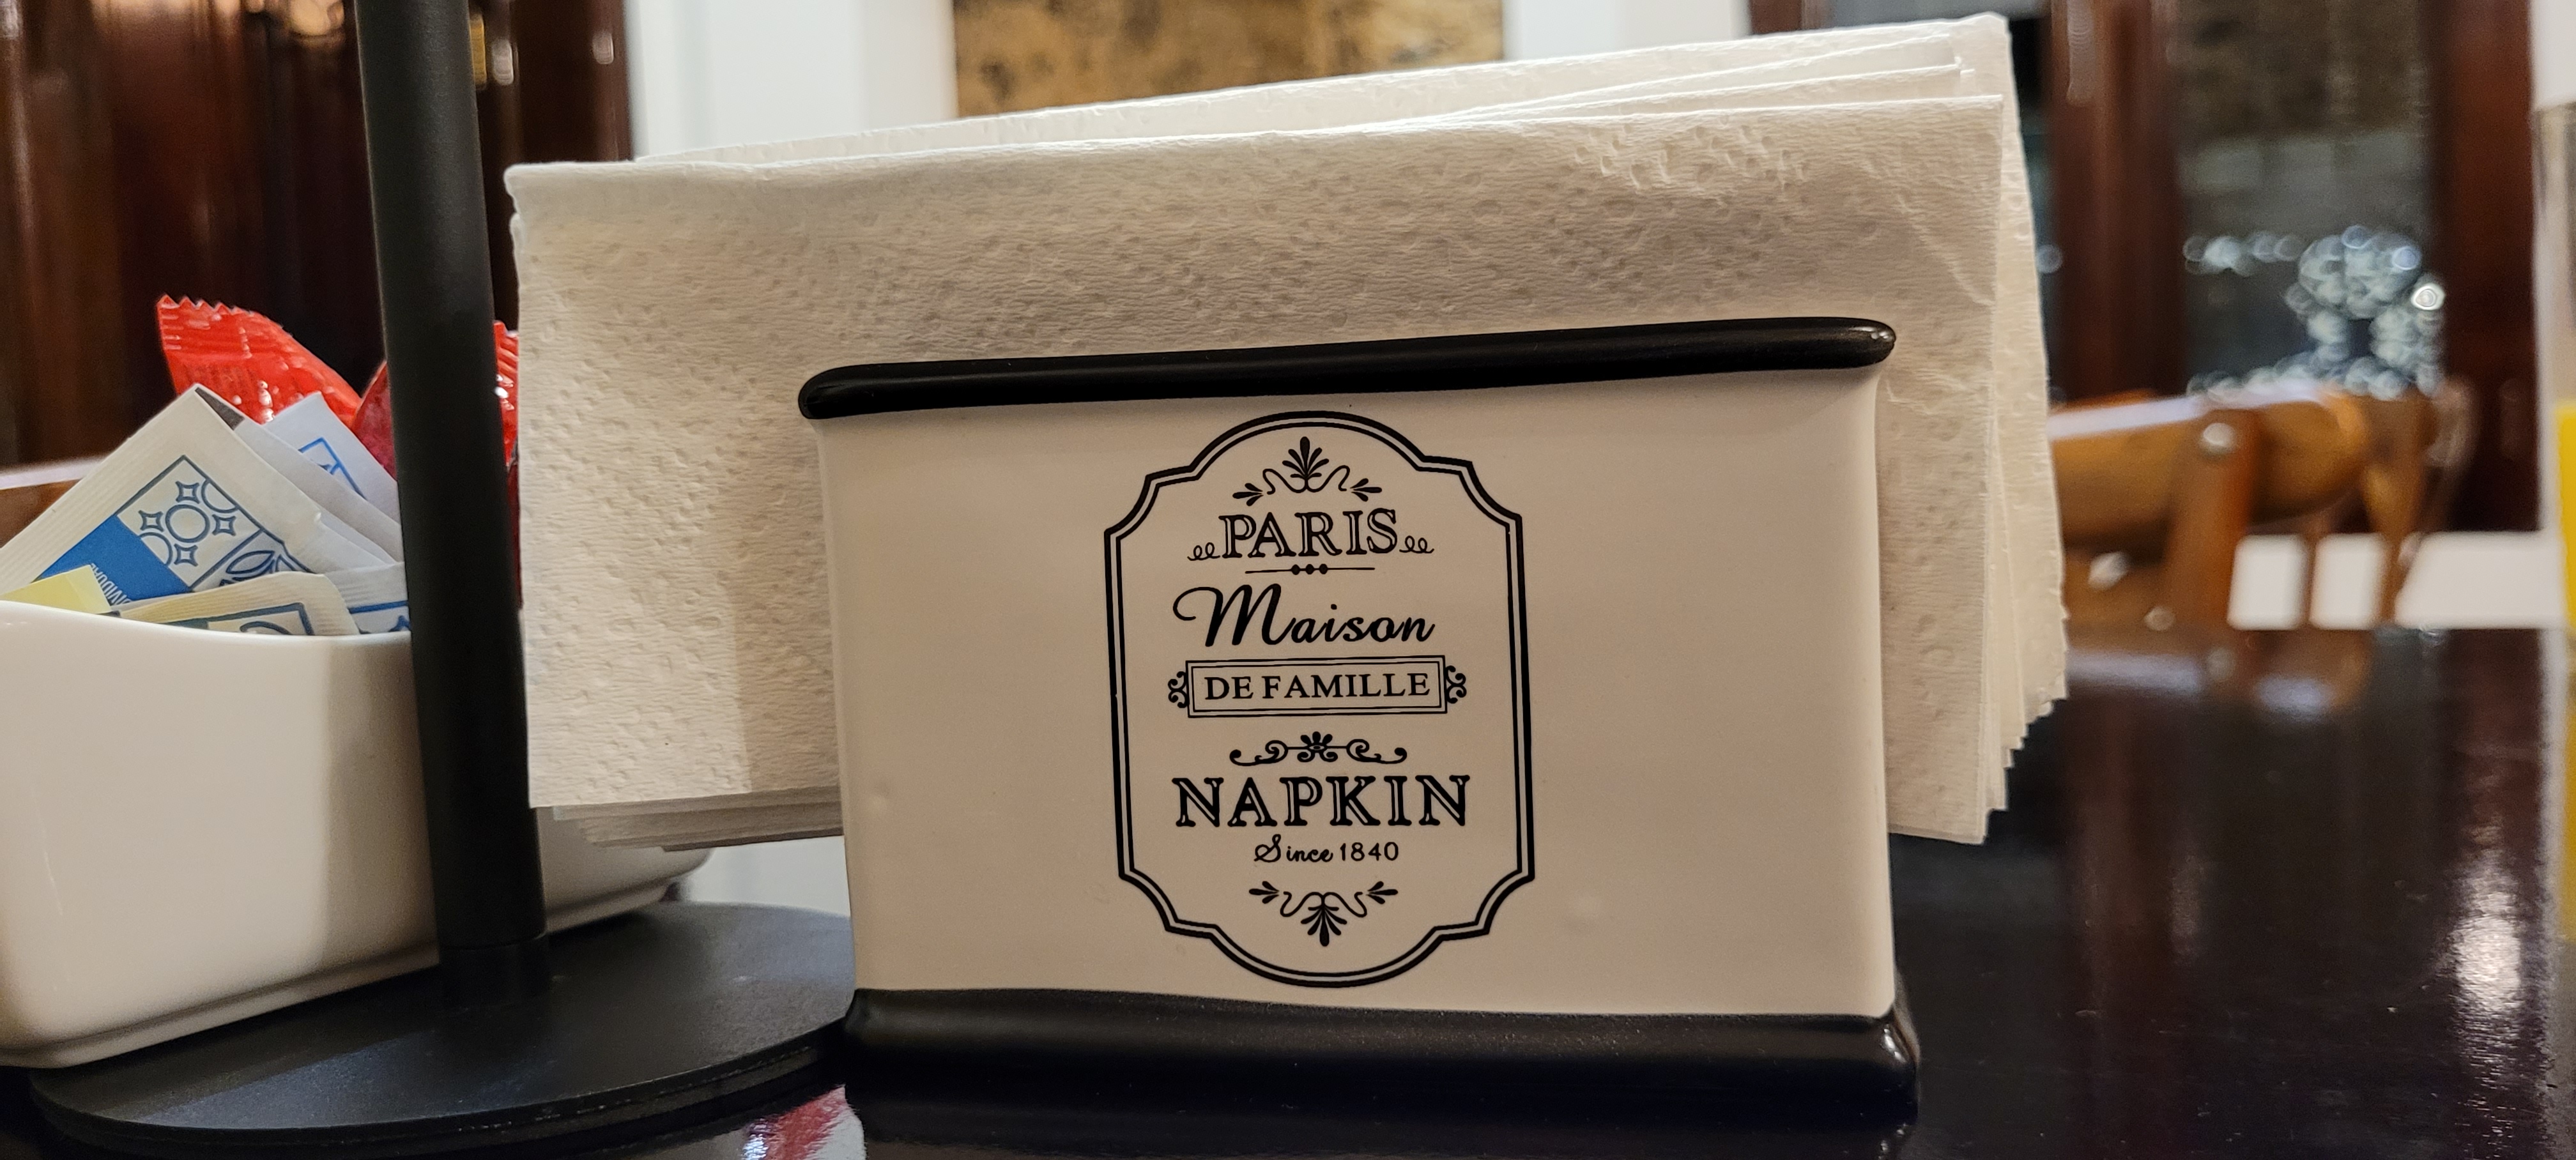 PARIS
Maison
DE FAMILLE
NAPKIN
Since 1840